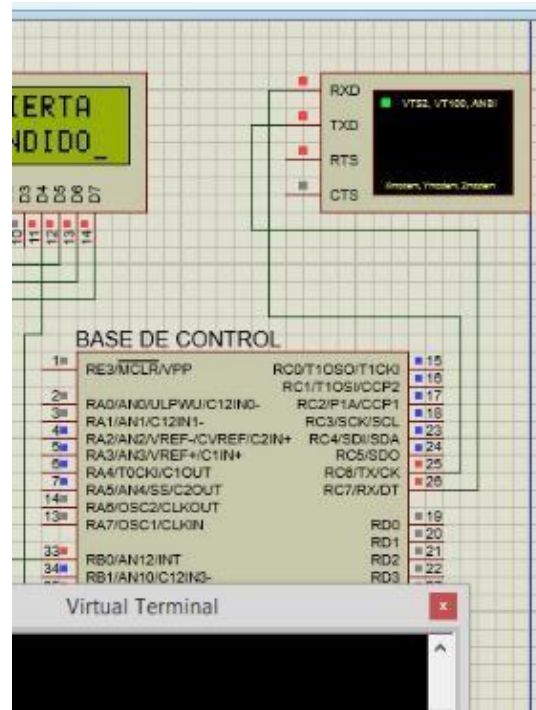 IERTA
NDIDO_
D3
D4
D5
D6
D7
10
11
12
13
14
RXD
TXD
RTS
CTS
VT52, VT100, ANSI
Xmodem, Ymodem, Zmodem
BASE DE CONTROL
1
RE3/MCLR/VPP
2
RA0/AN0/ULPWU/C12IN0-
3
RA1/AN1/C12IN1-
4
RA2/AN2/VREF-/CVREF/C2IN+
5
RA3/AN3/VREF+/C1IN+
6
RA4/T0CKI/C1OUT
7
RA5/AN4/SS/C2OUT
14
RA6/OSC2/CLKOUT
13
RA7/OSC1/CLKIN
33
RB0/AN12/INT
34
RB1/AN10/C12IN3-
RC0/T1OSO/T1CKI
15
RC1/T1OSI/CCP2
16
RC2/P1A/CCP1
17
RC3/SCK/SCL
18
RC4/SDI/SDA
23
RC5/SDO
24
RC6/TX/CK
25
RC7/RX/DT
26
RD0
19
RD1
20
RD2
21
RD3
22
Virtual Terminal
x